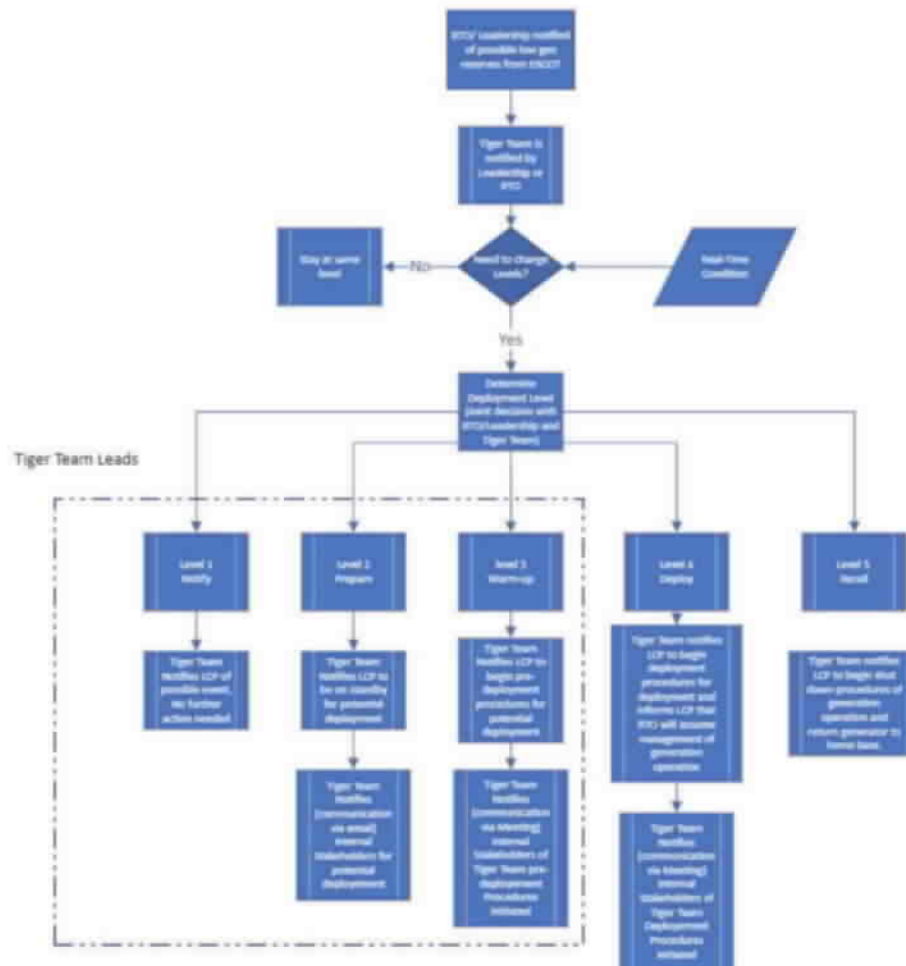 RTO/ Leadership notified
of possible low gen
reserves from ERCOT
Tiger Team is
notified by
Leadership or
RTO
Stay at same
level
No
Need to change
Levels?
Real-Time
Condition
Yes
Determine
Deployment Level
(joint decision with
RTO/Leadership and
Tiger Team)
Tiger Team Leads
Level 1
Notify
Level 2
Prepare
level 3
Warm-up
Level 4
Deploy
Level 5
Recall
Tiger Team
Notifies LCP of
possible event.
No further
action needed
Tiger Team
Notifies LCP to
be on standby
for potential
deployment
Tiger Team
Notifies LCP to
begin pre-
deployment
procedures for
potential
deployment
Tiger Team notifies
LCP to begin
deployment
procedures for
deployment and
informs LCP that
RTO will assume
management of
generation
operation
Tiger Team notifies
LCP to begin shut
down procedures of
generation
operation and
return generator to
home base.
Tiger Team
Notifies
(communication
via email)
Internal
Stakeholders for
potential
deployment
Tiger Team
Notifies
(communication
via Meeting)
Internal
Stakeholders of
Tiger Team pre-
deployment
Procedures
Initiated
Tiger Team
Notifies
(communication
via Meeting)
Internal
Stakeholders of
Tiger Team
Deployement
Procedures
Initiated